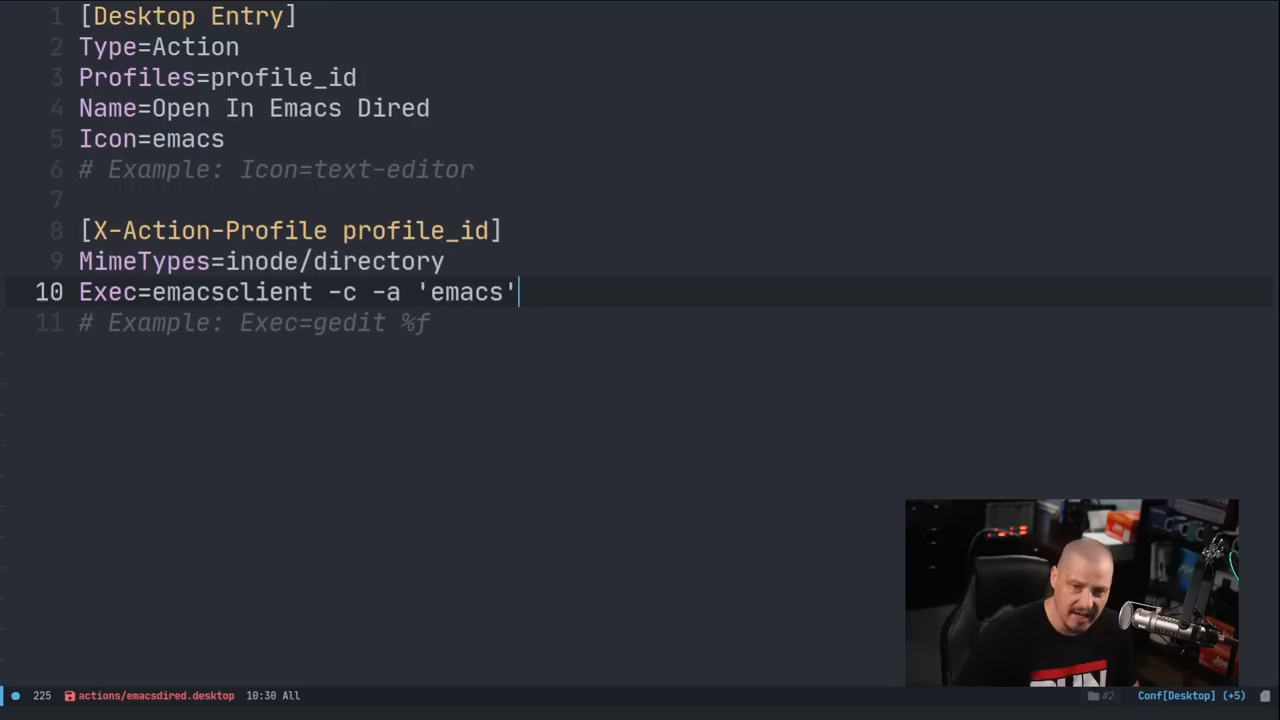 1 [Desktop Entry]
2 Type=Action
3 Profiles=profile_id
4 Name=Open In Emacs Dired
5 Icon=emacs
6 # Example: Icon=text-editor
7
8 [X-Action-Profile profile_id]
9 MimeTypes=inode/directory
10 Exec=emacsclient -c -a 'emacs'
11 # Example: Exec=gedit %f
RUN
225 actions/emacsdired.desktop 10:30 All #2 Conf[Desktop] (+5)